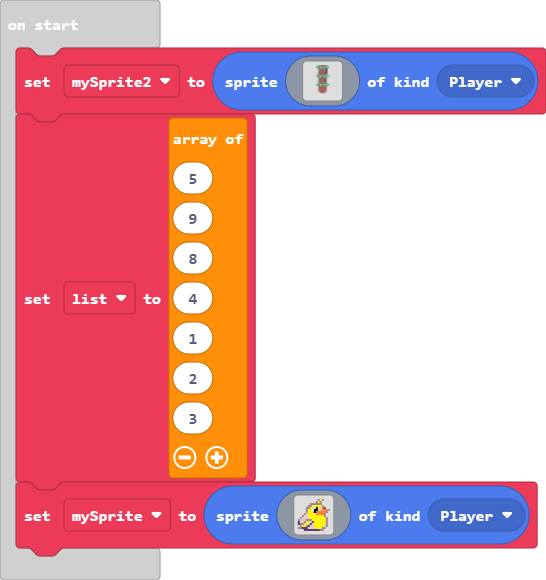 on start
set mySprite2 to sprite of kind Player
array of
5
9
8
4
set list to
1
2
3
set mySprite to sprite of kind Player